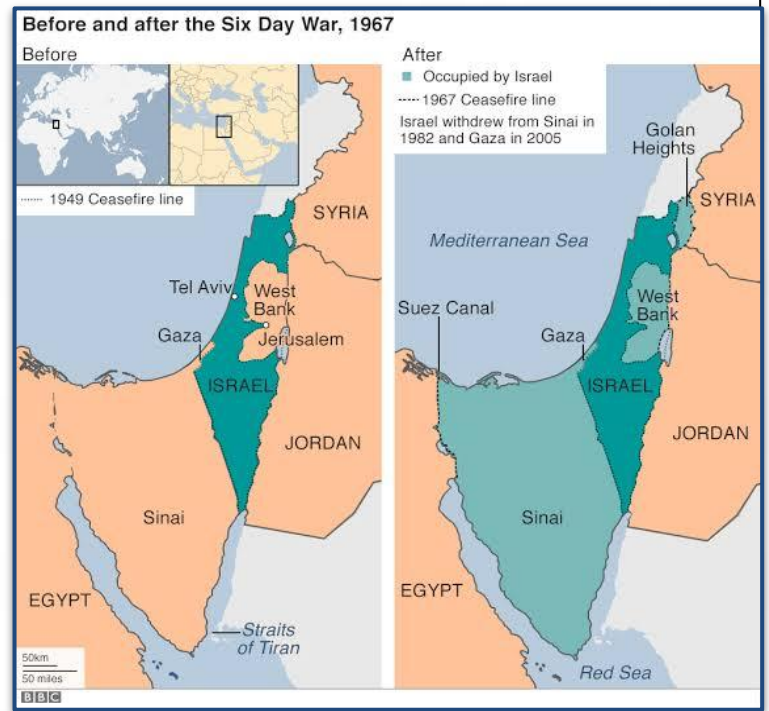 Before and after the Six Day War, 1967
Before
1949 Ceasefire line
SYRIA
Tel Aviv
West
Bank
Gaza
Jerusalem
ISRAEL
JORDAN
Sinai
EGYPT
Straits
of Tiran
50km
50 miles
BBC
After
Occupied by Israel
1967 Ceasefire line
Israel withdrew from Sinai in
1982 and Gaza in 2005
Golan
Heights
SYRIA
Mediterranean Sea
Suez Canal
West
Bank
Gaza
ISRAEL
JORDAN
Sinai
EGYPT
Red Sea